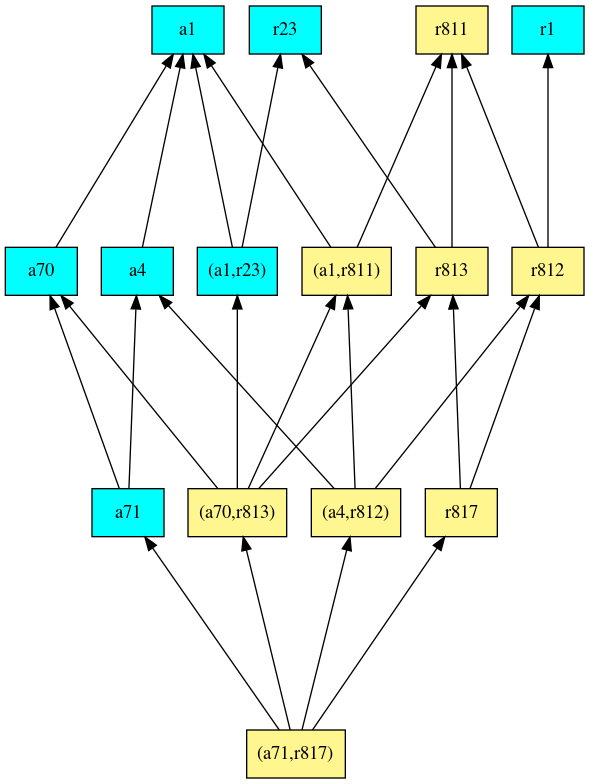 a1
r23
r811
r1
a70
a4
(a1,r23)
(a1,r811)
r813
r812
a71
(a70,r813)
(a4,r812)
r817
(a71,r817)